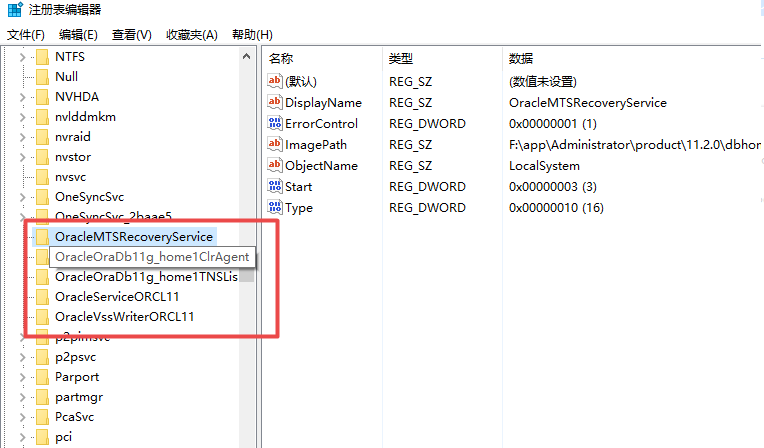 注册表编辑器
文件(F) 编辑(E) 查看(V) 收藏夹(A) 帮助(H)
NTFS
Null
NVHDA
nvlddmkm
nvraid
nvstor
nvsvc
OneSyncSvc
OneSyncSvc_2baae5
OracleMTSRecoveryService
OracleOraDb11g_home1ClrAgent
OracleOraDb11g_home1TNSLis
OracleServiceORCL11
OracleVssWriterORCL11
p2pimsvc
p2psvc
Parport
partmgr
PcaSvc
pci
名称 类型 数据
(默认) REG_SZ (数值未设置)
DisplayName REG_SZ OracleMTSRecoveryService
ErrorControl REG_DWORD 0x00000001 (1)
ImagePath REG_SZ F:\app\Administrator\product\11.2.0\dbhon
ObjectName REG_SZ LocalSystem
Start REG_DWORD 0x00000003 (3)
Type REG_DWORD 0x00000010 (16)